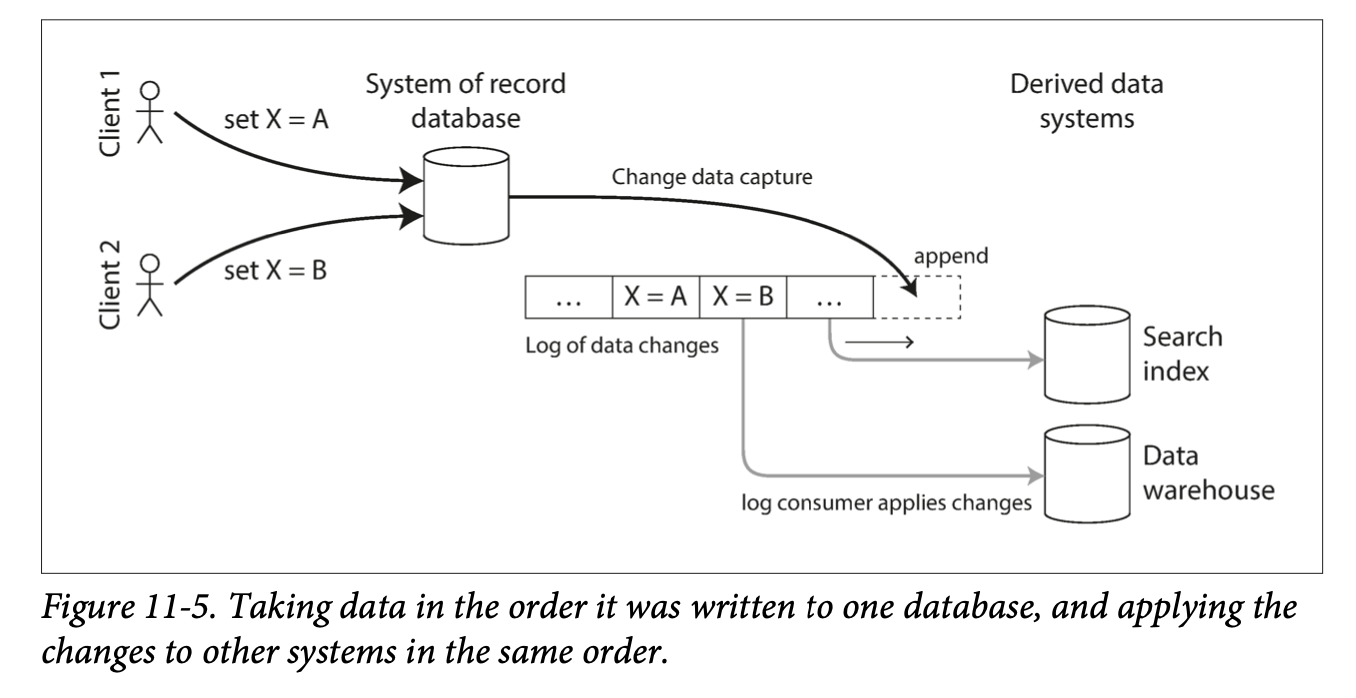 Client 1
set X = A
System of record
database
Derived data
systems
Change data capture
Client 2
set X = B
append
…
X = A
X = B
…
Log of data changes
Search
index
Data
warehouse
log consumer applies changes
Figure 11-5. Taking data in the order it was written to one database, and applying the
changes to other systems in the same order.